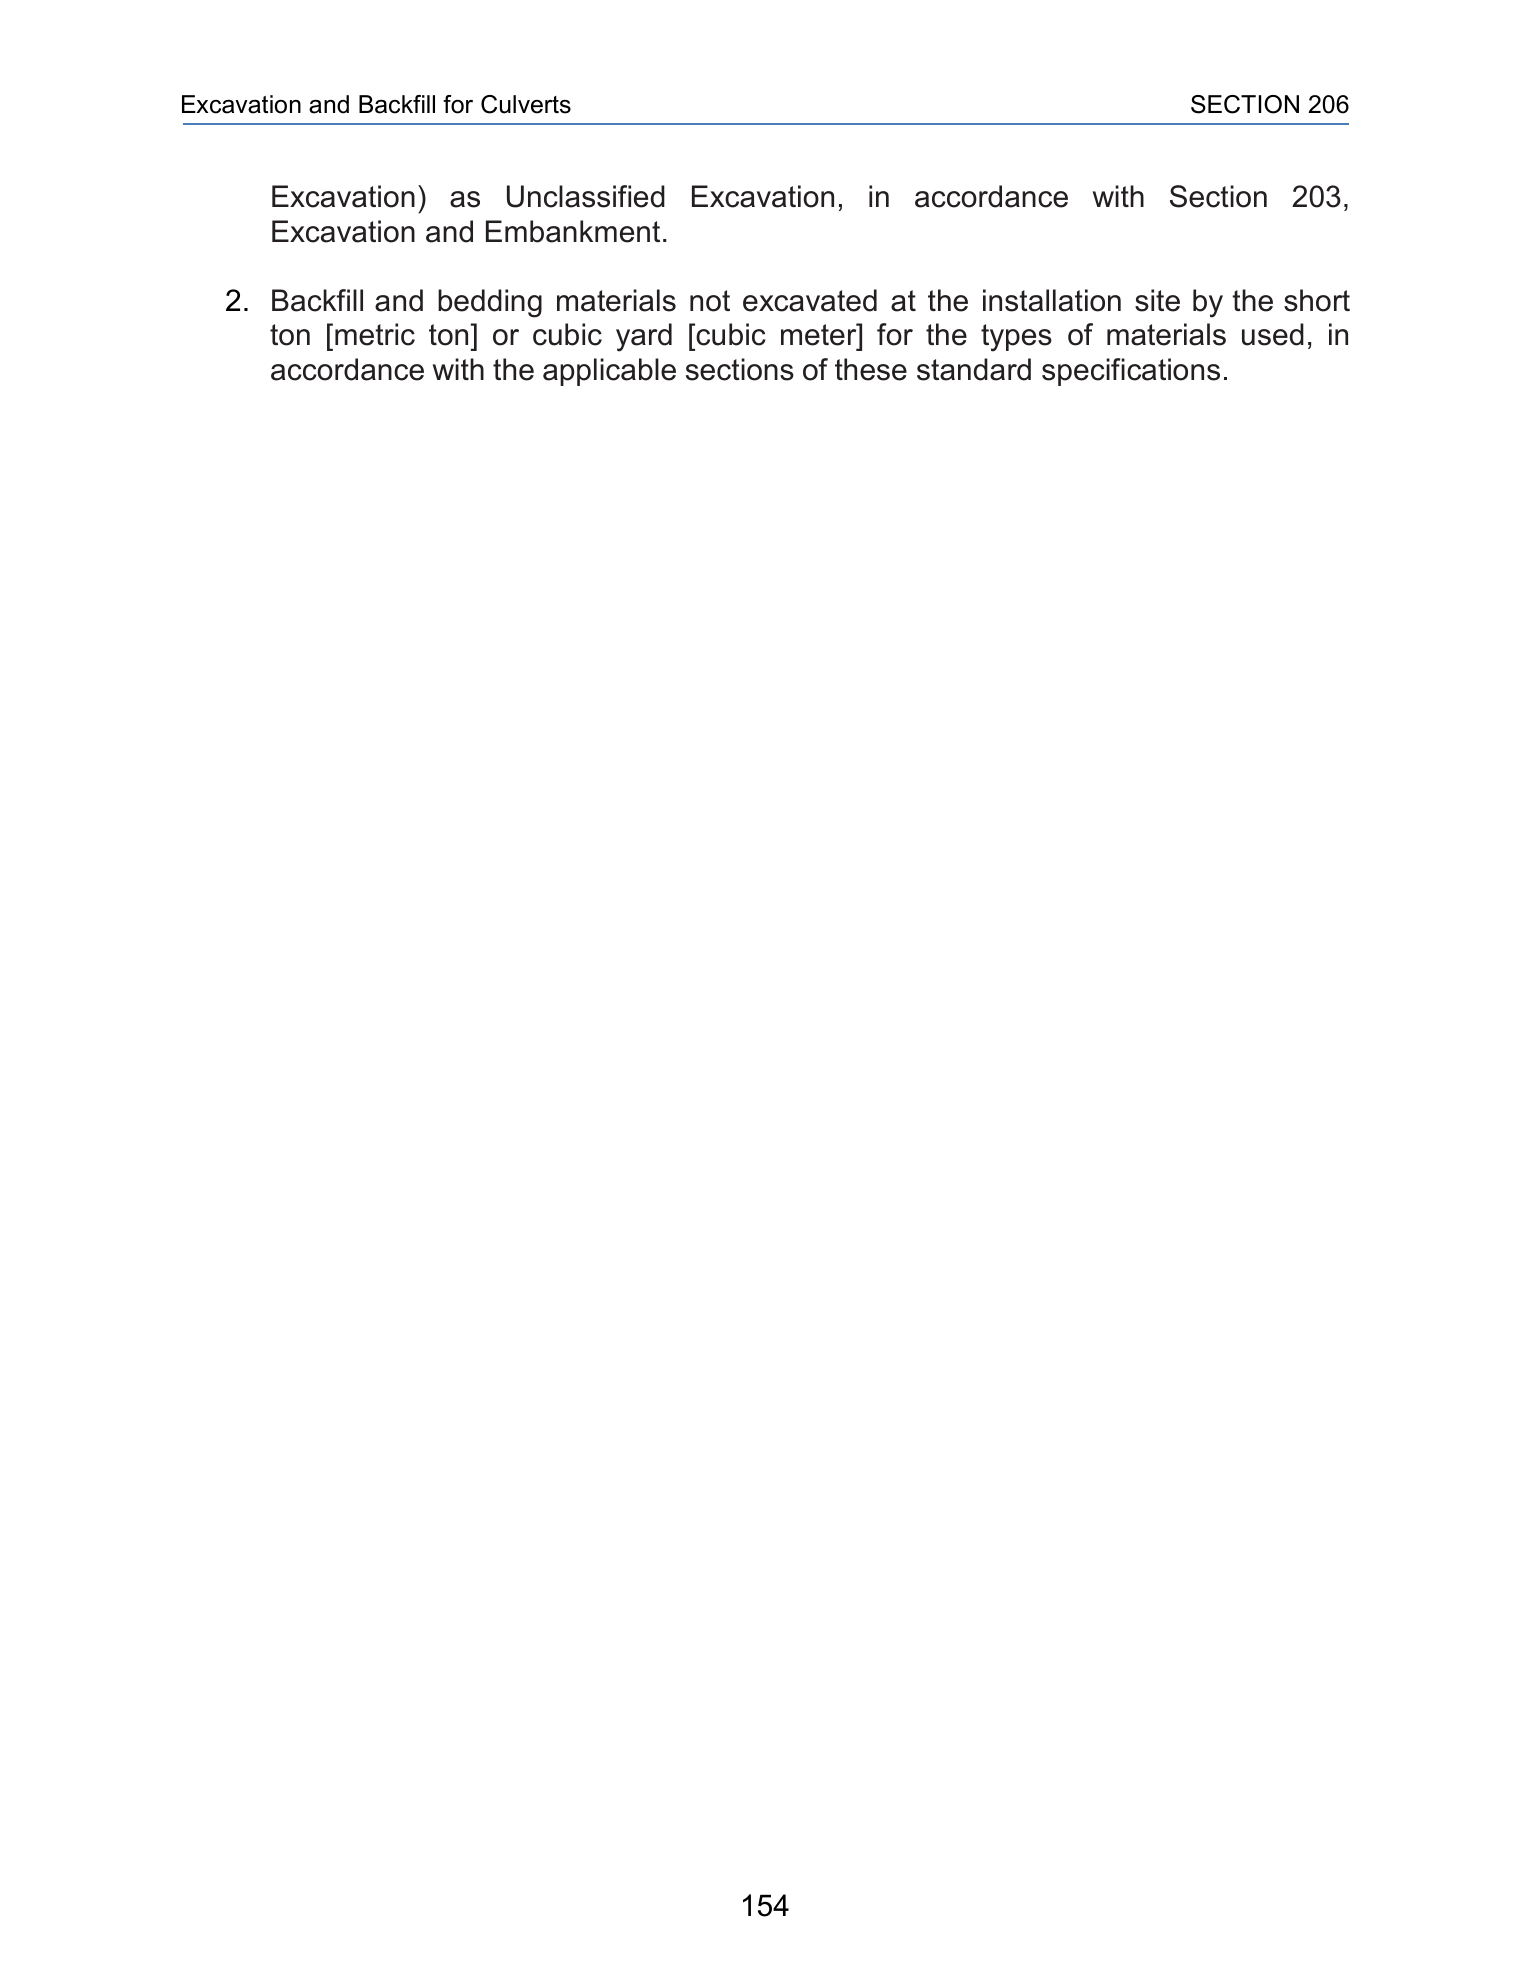 Excavation and Backfill for Culverts SECTION 206
Excavation) as Unclassified Excavation, in accordance with Section 203,
Excavation and Embankment.
2. Backfill and bedding materials not excavated at the installation site by the short
ton [metric ton] or cubic yard [cubic meter] for the types of materials used, in
accordance with the applicable sections of these standard specifications.
154